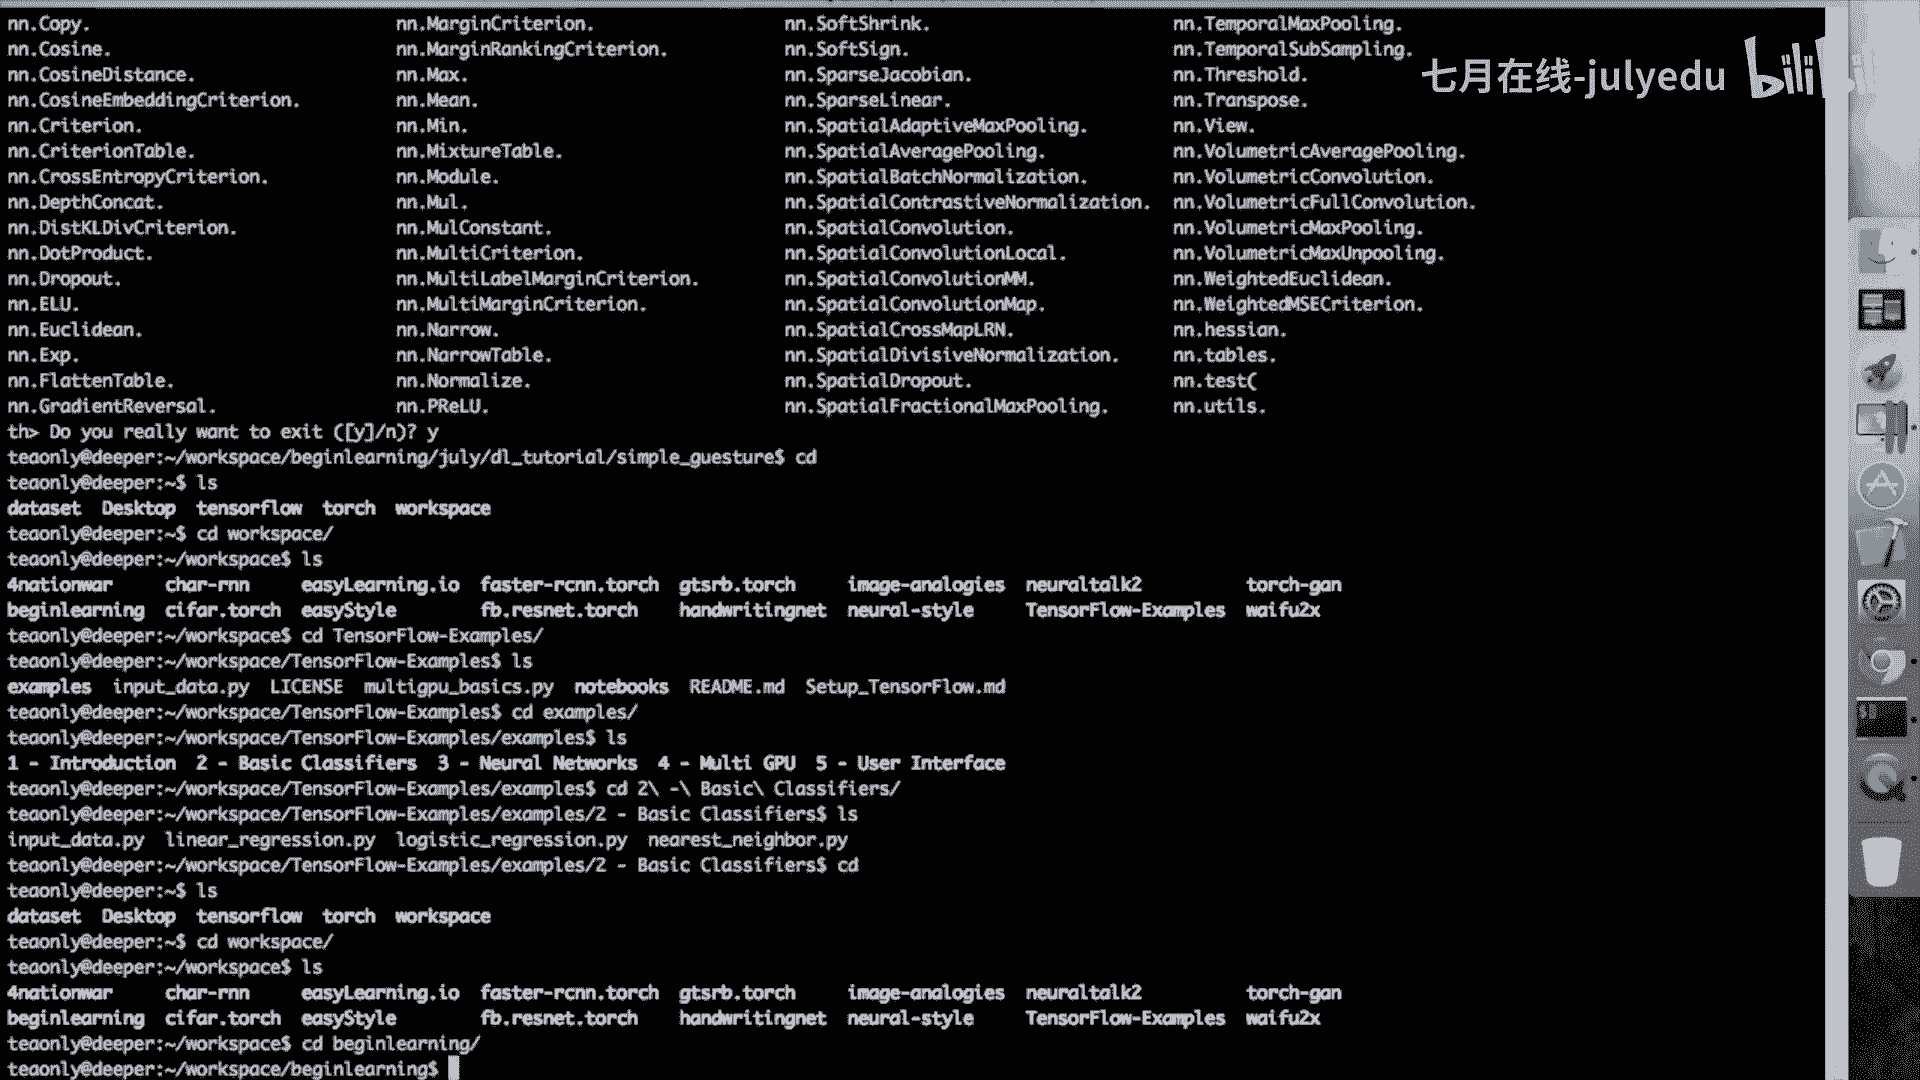 nn.Copy. nn.MarginCriterion. nn.SoftShrink. nn.TemporalMaxPooling.
nn.Cosine. nn.MarginRankingCriterion. nn.SoftSign. nn.TemporalSubSampling.
nn.CosineDistance. nn.Max. nn.SparseJacobian. nn.Threshold.
七月在线-julyedu bilibili
nn.CosineEmbeddingCriterion. nn.Mean. nn.SparseLinear. nn.Transpose.
nn.Criterion. nn.Min. nn.SpatialAdaptiveMaxPooling. nn.View.
nn.CriterionTable. nn.MixtureTable. nn.SpatialAveragePooling. nn.VolumetricAveragePooling.
nn.CrossEntropyCriterion. nn.Module. nn.SpatialBatchNormalization. nn.VolumetricConvolution.
nn.DepthConcat. nn.Mul. nn.SpatialContrastiveNormalization. nn.VolumetricFullConvolution.
nn.DistKLDivCriterion. nn.MulConstant. nn.SpatialConvolution. nn.VolumetricMaxPooling.
nn.DotProduct. nn.MultiCriterion. nn.SpatialConvolutionLocal. nn.VolumetricMaxUnpooling.
nn.Dropout. nn.MultiLabelMarginCriterion. nn.SpatialConvolutionMM. nn.WeightedEuclidean.
nn.ELU. nn.MultiMarginCriterion. nn.SpatialConvolutionMap. nn.WeightedMSECriterion.
nn.Euclidean. nn.Narrow. nn.SpatialCrossMapLRN. nn.hessian.
nn.Exp. nn.NarrowTable. nn.SpatialDivisiveNormalization. nn.tables.
nn.FlattenTable. nn.Normalize. nn.SpatialDropout. nn.test(
nn.GradientReversal. nn.PReLU. nn.SpatialFractionalMaxPooling. nn.utils.
th> Do you really want to exit ([y]/n)? y
teaonly@deeper:~/workspace/beginlearning/july/dl_tutorial/simple_guesture$ cd
teaonly@deeper:~$ ls
dataset Desktop tensorflow torch workspace
teaonly@deeper:~$ cd workspace/
teaonly@deeper:~/workspace$ ls
4nationwar char-rnn easyLearning.io faster-rcnn.torch gtsrb.torch image-analogies neuraltalk2 torch-gan
beginlearning cifar.torch easyStyle fb.resnet.torch handwritingnet neural-style TensorFlow-Examples waifu2x
teaonly@deeper:~/workspace$ cd TensorFlow-Examples/
teaonly@deeper:~/workspace/TensorFlow-Examples$ ls
examples input_data.py LICENSE multigpu_basics.py notebooks README.md Setup_TensorFlow.md
teaonly@deeper:~/workspace/TensorFlow-Examples$ cd examples/
teaonly@deeper:~/workspace/TensorFlow-Examples/examples$ ls
1 - Introduction 2 - Basic Classifiers 3 - Neural Networks 4 - Multi GPU 5 - User Interface
teaonly@deeper:~/workspace/TensorFlow-Examples/examples$ cd 2\ -\ Basic\ Classifiers/
teaonly@deeper:~/workspace/TensorFlow-Examples/examples/2 - Basic Classifiers$ ls
input_data.py linear_regression.py logistic_regression.py nearest_neighbor.py
teaonly@deeper:~/workspace/TensorFlow-Examples/examples/2 - Basic Classifiers$ cd
teaonly@deeper:~$ ls
dataset Desktop tensorflow torch workspace
teaonly@deeper:~$ cd workspace/
teaonly@deeper:~/workspace$ ls
4nationwar char-rnn easyLearning.io faster-rcnn.torch gtsrb.torch image-analogies neuraltalk2 torch-gan
beginlearning cifar.torch easyStyle fb.resnet.torch handwritingnet neural-style TensorFlow-Examples waifu2x
teaonly@deeper:~/workspace$ cd beginlearning/
teaonly@deeper:~/workspace/beginlearning$